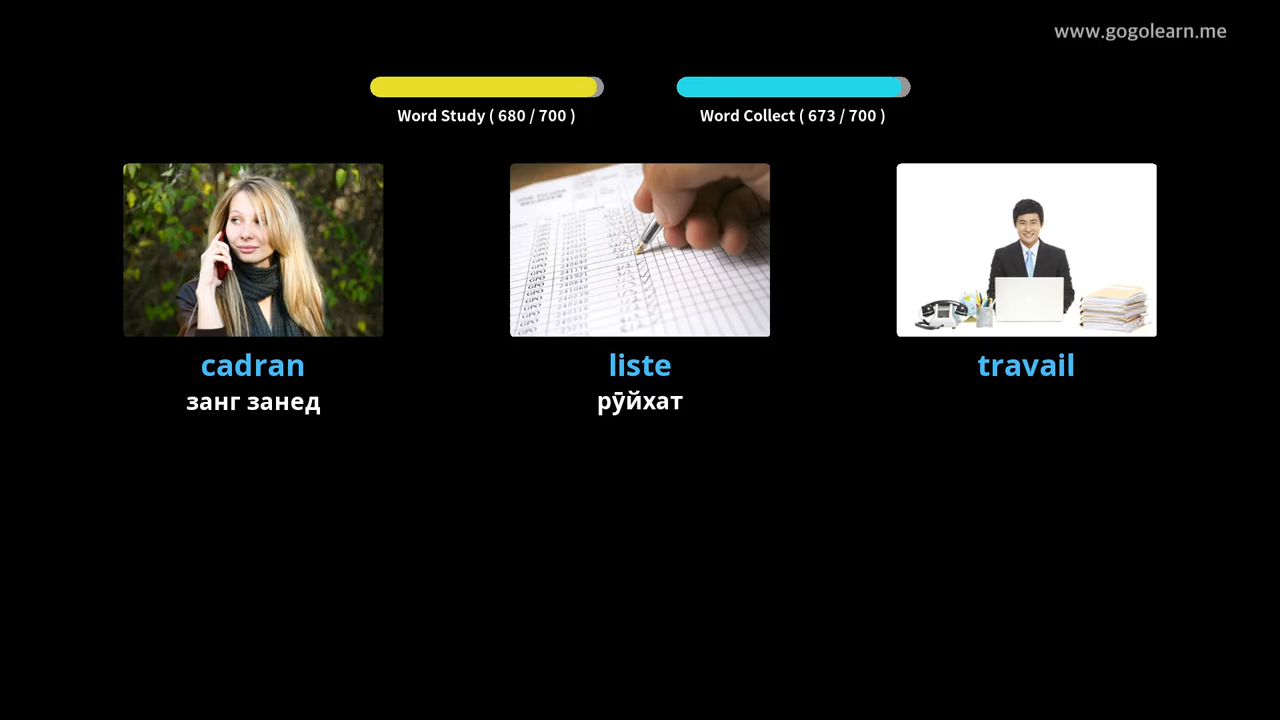 www.gogolearn.me
Word Study ( 680 / 700 )
Word Collect ( 673 / 700 )
cadran
liste
travail
занг занед
рӯйхат